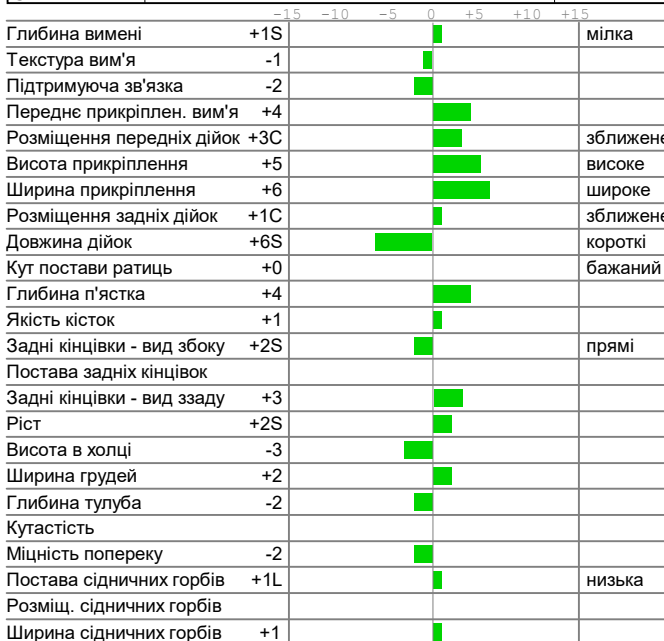 -15 -10 -5 0 +5 +10 +15
Глибина вимені +1S мілка
Текстура вим'я -1
Підтримуюча зв'язка -2
Переднє прикріплен. вим'я +4
Розміщення передніх дійок +3C зближене
Висота прикріплення +5 високе
Ширина прикріплення +6 широке
Розміщення задніх дійок +1C зближене
Довжина дійок +6S короткі
Кут постави ратиць +0 бажаний
Глибина п'ястка +4
Якість кісток +1
Задні кінцівки - вид збоку +2S прямі
Постава задніх кінцівок
Задні кінцівки - вид ззаду +3
Ріст +2S
Висота в холці -3
Ширина грудей +2
Глибина тулуба -2
Кутастість
Міцність попереку -2
Постава сідничних горбів +1L низька
Розміщ. сідничних горбів
Ширина сідничних горбів +1